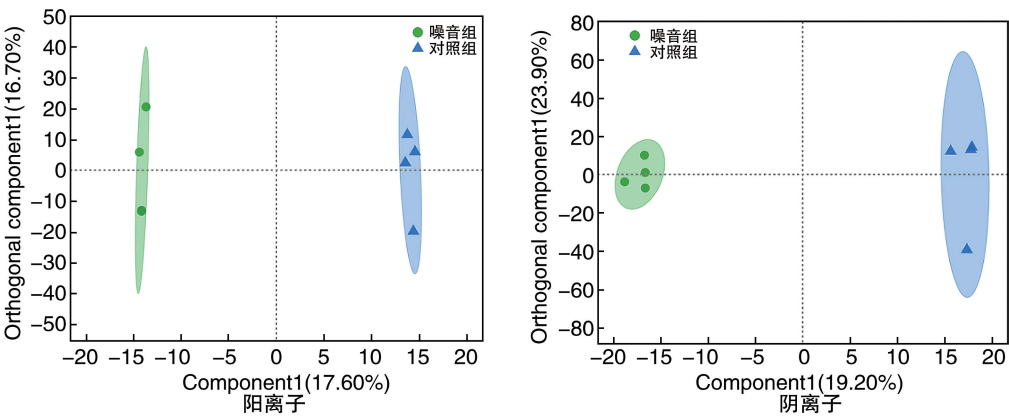 50
40
30
20
10
0
−10
−20
−30
−40
−50
Orthogonal component1(16.70%)
噪音组
对照组
−20 −15 −10 −5 0 5 10 15 20
Component1(17.60%)
阳离子
80
60
40
20
0
−20
−40
−60
−80
Orthogonal component1(23.90%)
噪音组
对照组
−20 −15 −10 −5 0 5 10 15 20
Component1(19.20%)
阴离子